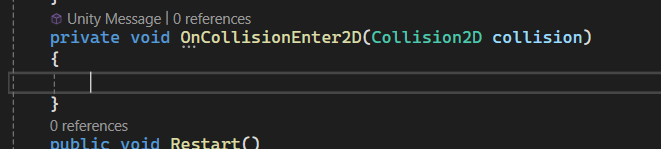 Unity Message | 0 references
private void OnCollisionEnter2D(Collision2D collision)
{
}
0 references
public void Restart()